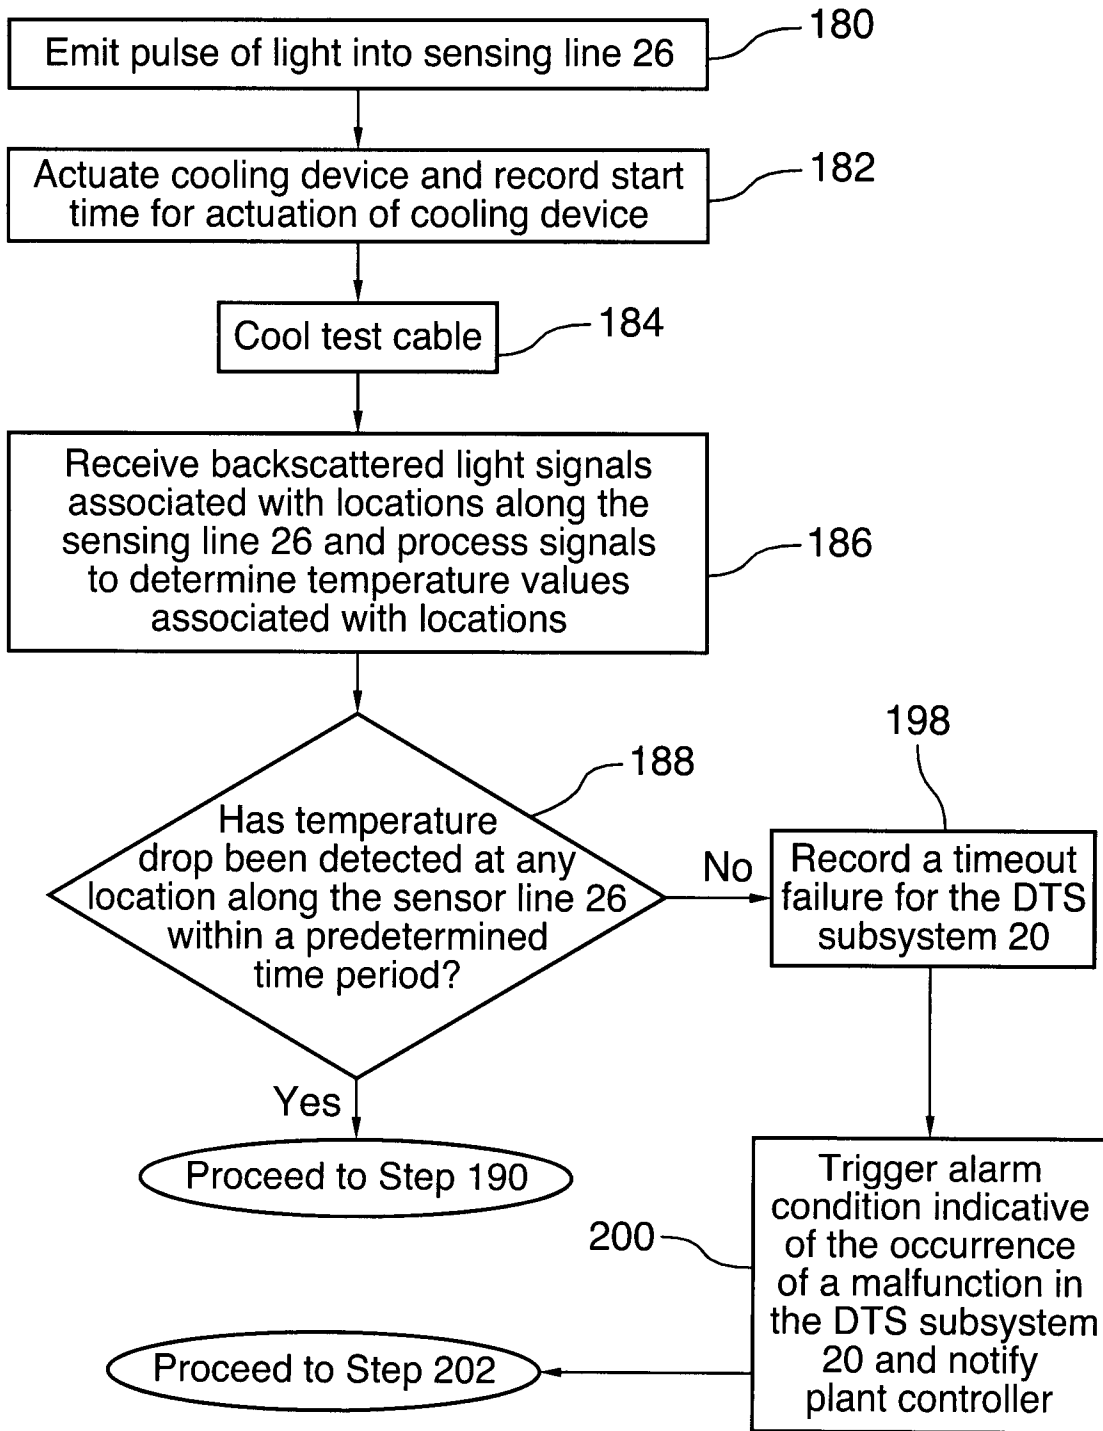 Emit pulse of light into sensing line 26
180
Actuate cooling device and record start
time for actuation of cooling device
182
Cool test cable
184
Receive backscattered light signals
associated with locations along the
sensing line 26 and process signals
to determine temperature values
associated with locations
186
Has temperature
drop been detected at any
location along the sensor line 26
within a predetermined
time period?
188
No
198
Record a timeout
failure for the DTS
subsystem 20
Yes
Proceed to Step 190
Trigger alarm
condition indicative
of the occurrence
of a malfunction in
the DTS subsystem
20 and notify
plant controller
200
Proceed to Step 202